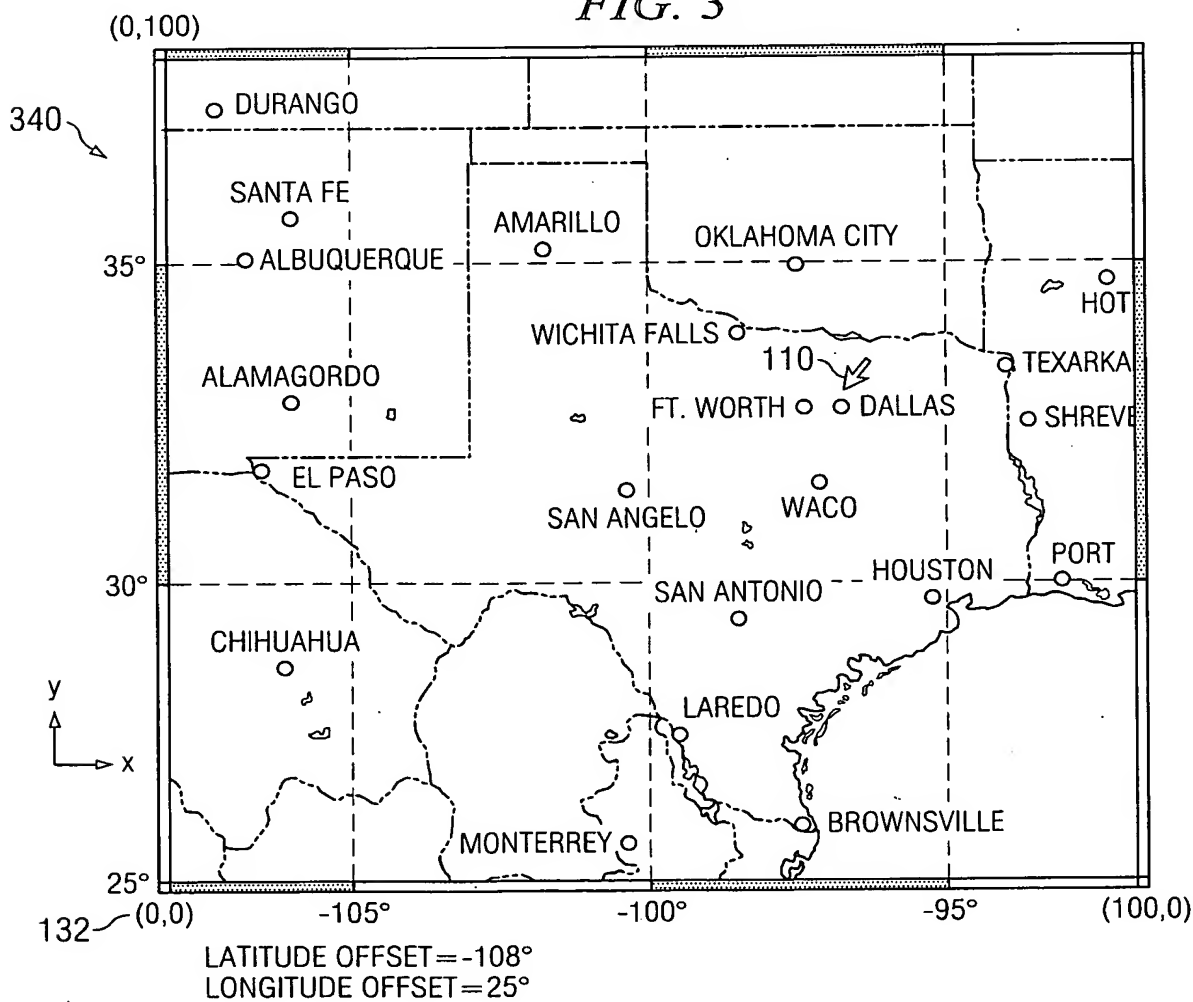 FIG. 3
(0,100)
340
DURANGO
SANTA FE
AMARILLO
OKLAHOMA CITY
ALBUQUERQUE
35°
HOT
WICHITA FALLS
110
TEXARKA
ALAMAGORDO
FT. WORTH
DALLAS
SHREVE
EL PASO
SAN ANGELO
WACO
PORT
HOUSTON
30°
SAN ANTONIO
CHIHUAHUA
y
LAREDO
x
BROWNSVILLE
MONTERREY
25°
132
(0,0)
-105°
-100°
-95°
(100,0)
LATITUDE OFFSET=-108°
LONGITUDE OFFSET=25°